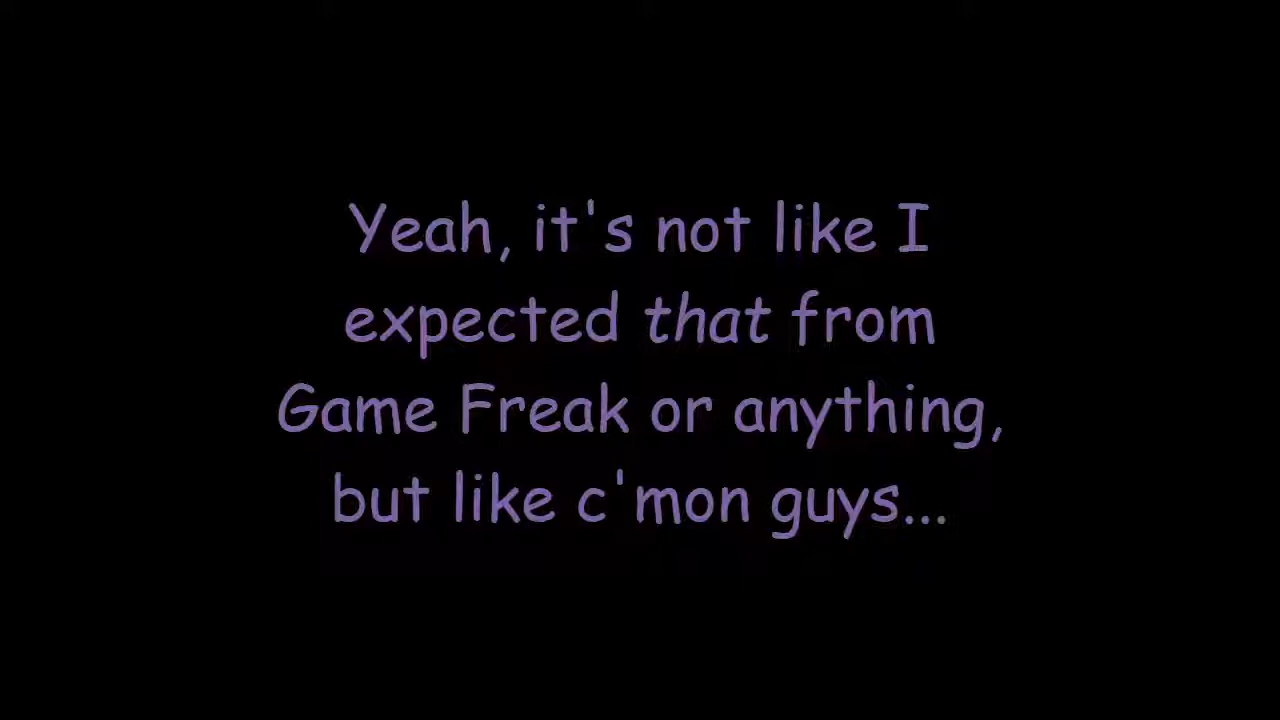 Yeah, it's not like I
expected that from
Game Freak or anything,
but like c'mon guys...